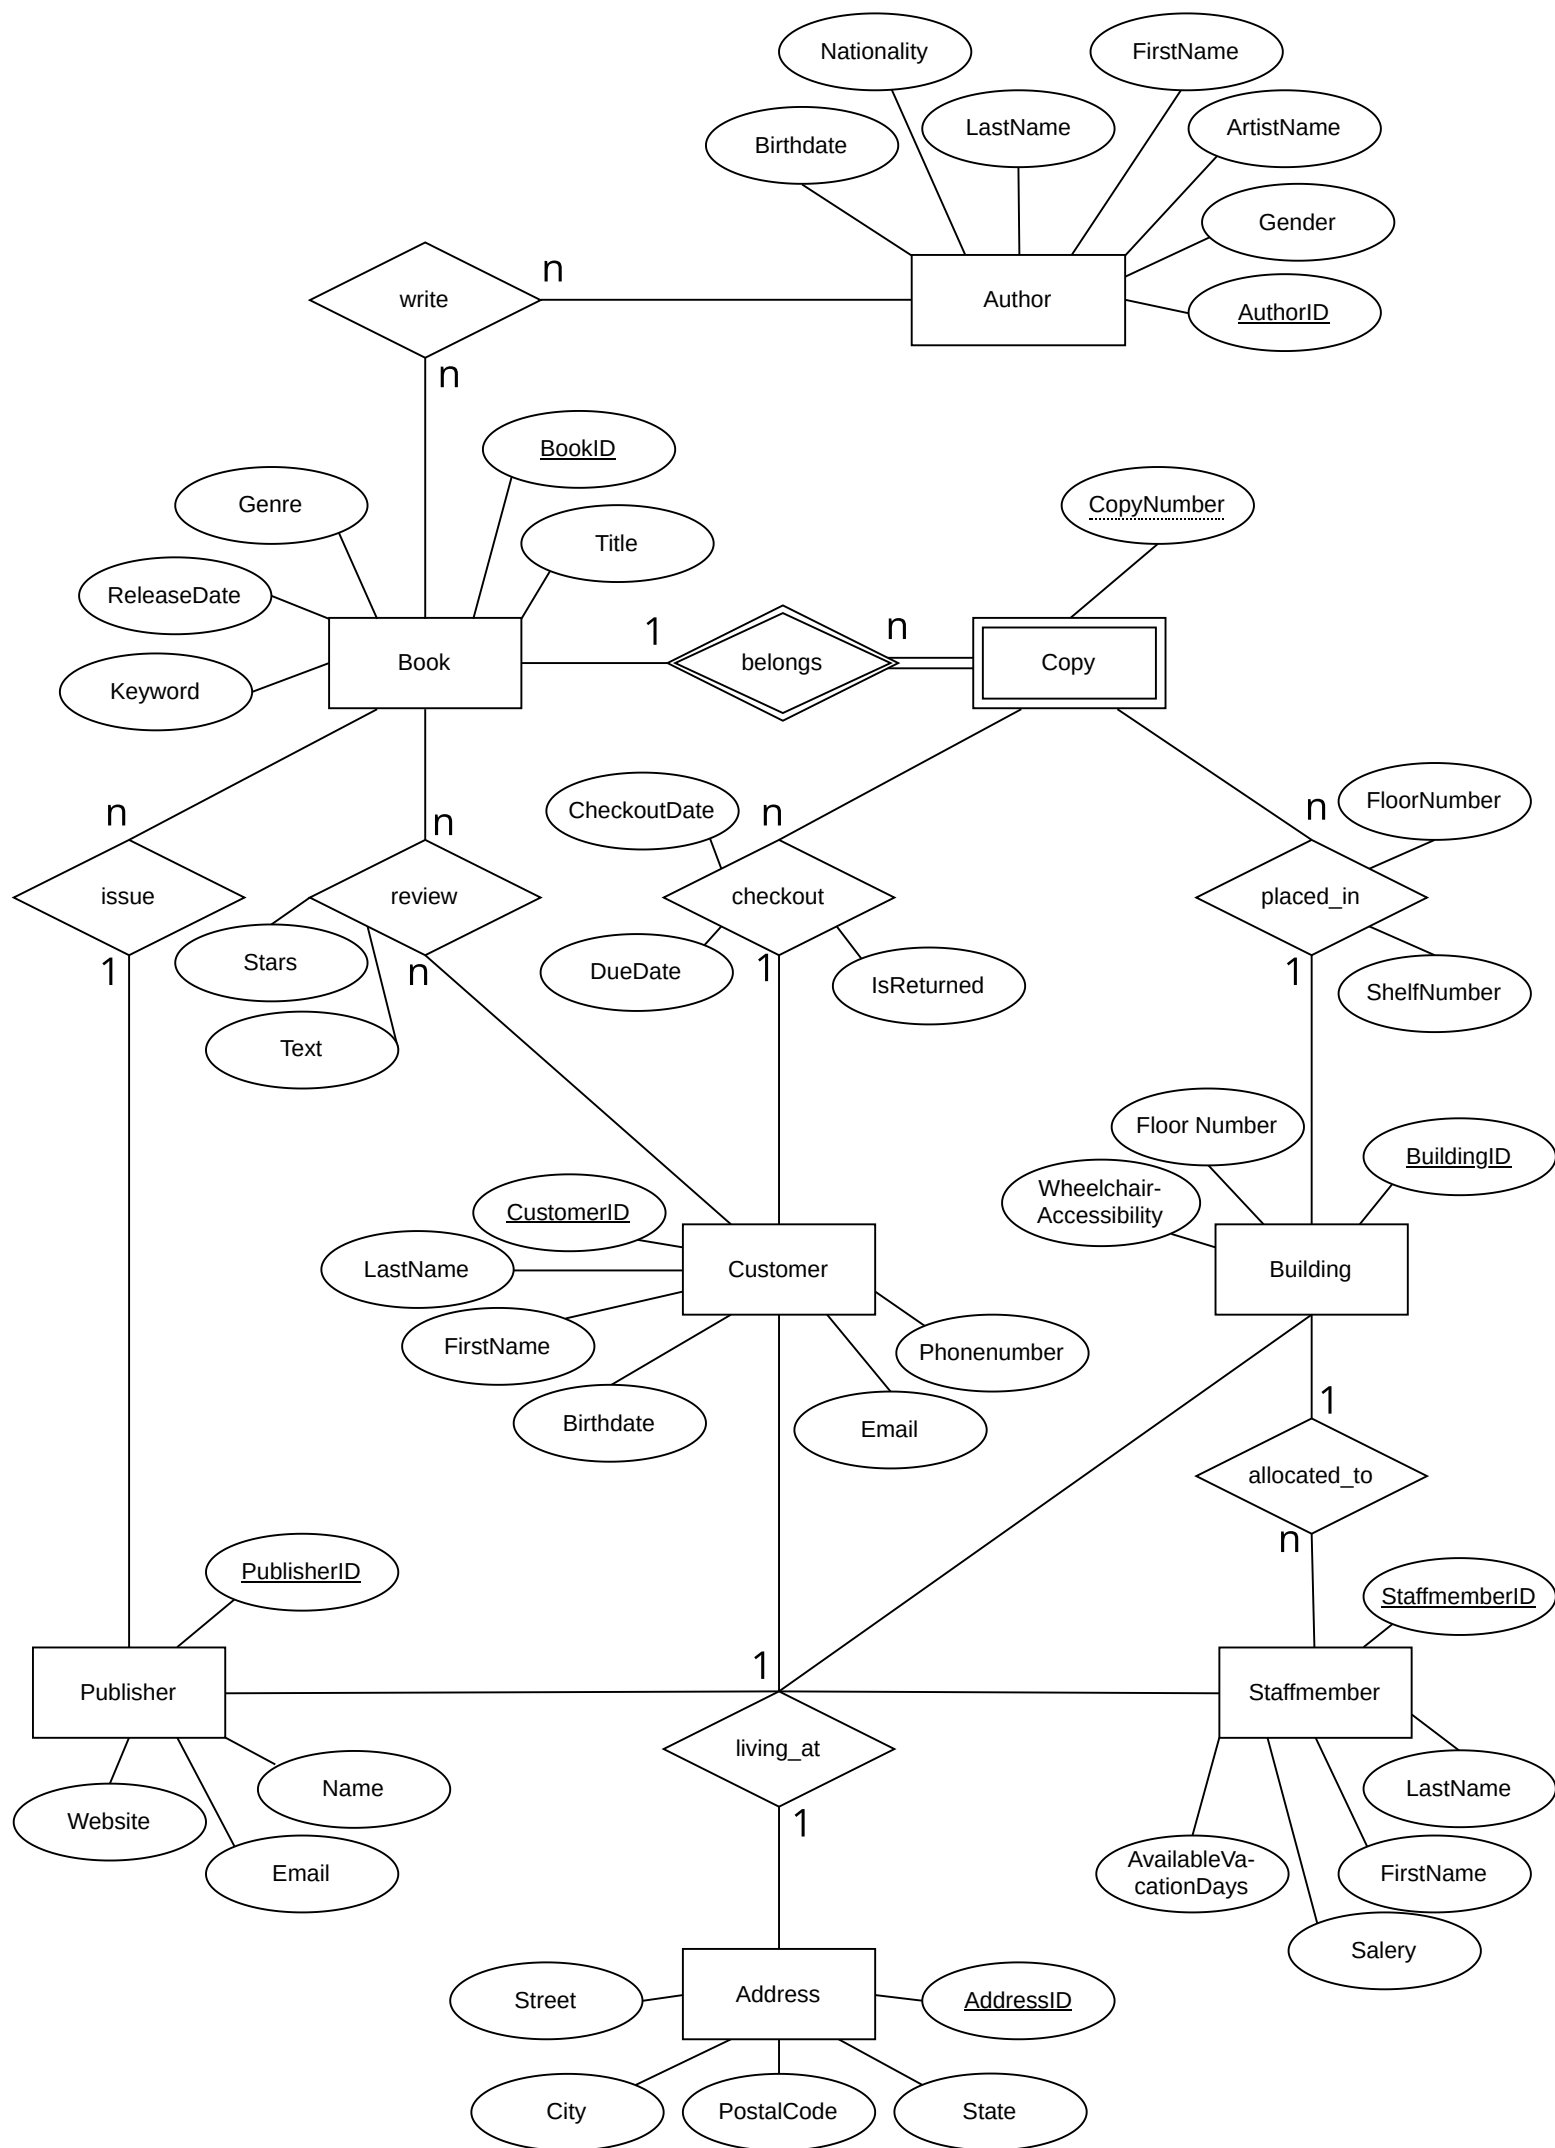 Nationality
FirstName
LastName
ArtistName
Birthdate
Gender
n
write
Author
AuthorID
n
BookID
Genre
CopyNumber
Title
ReleaseDate
1
n
Book
belongs
Copy
Keyword
CheckoutDate
FloorNumber
n
n
n
n
issue
review
checkout
placed_in
Stars
1
n
DueDate
1
IsReturned
1
ShelfNumber
Text
Floor Number
BuildingID
Wheelchair-
Accessibility
CustomerID
LastName
Customer
Building
FirstName
Phonenumber
Birthdate
Email
1
allocated_to
n
PublisherID
StaffmemberID
1
Publisher
Staffmember
living_at
Name
LastName
Website
1
Email
AvailableVa-
cationDays
FirstName
Salery
Street
Address
AddressID
City
PostalCode
State